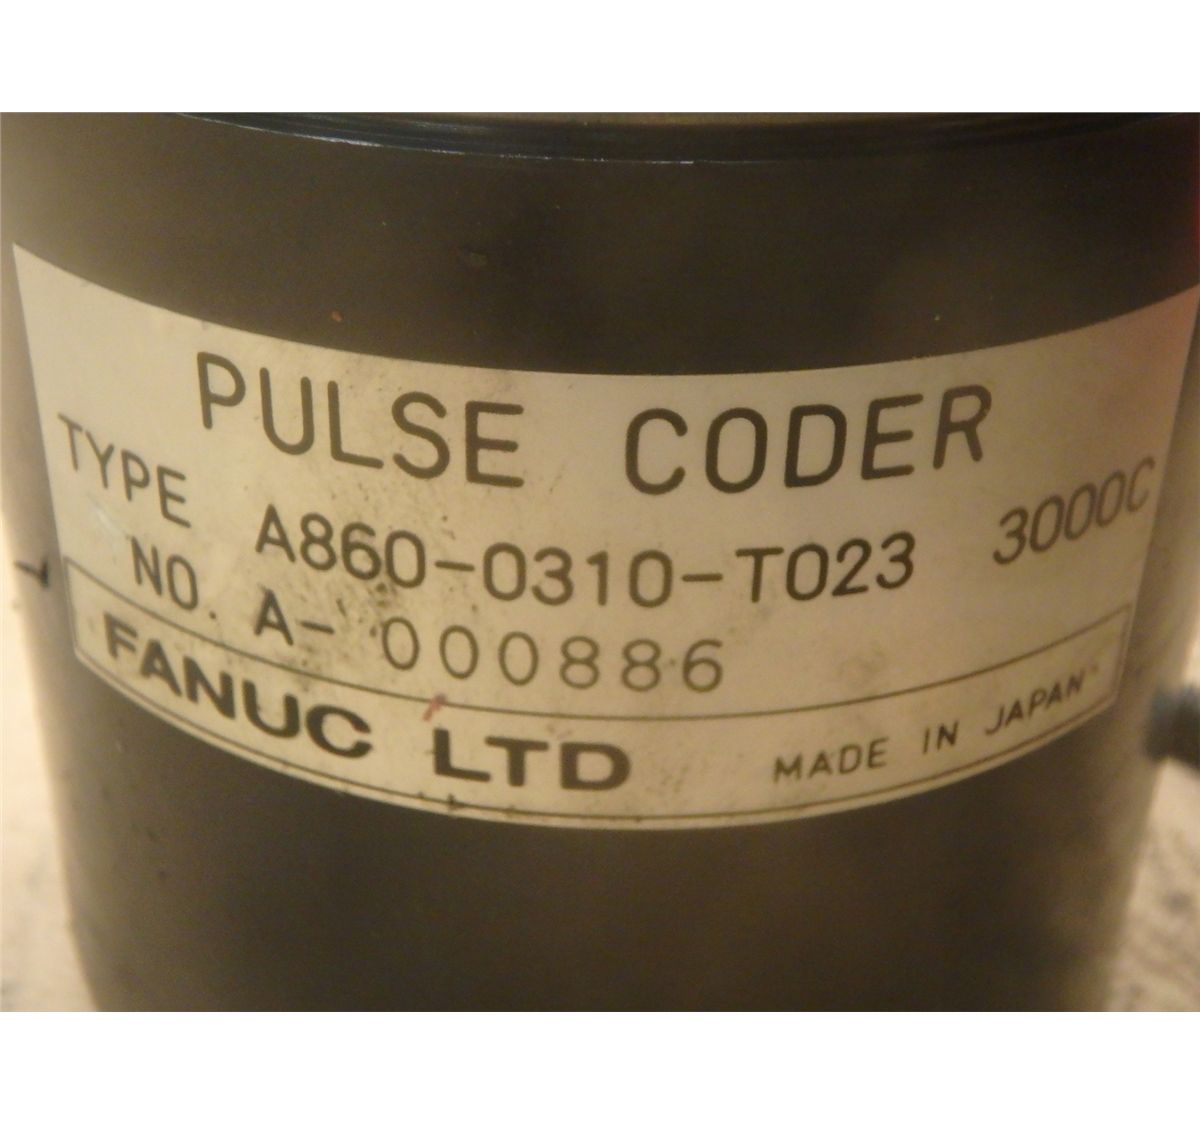 PULSE CODER
TYPE A860-0310-T023 3000C
NO. A- 000886
FANUC LTD MADE IN JAPAN